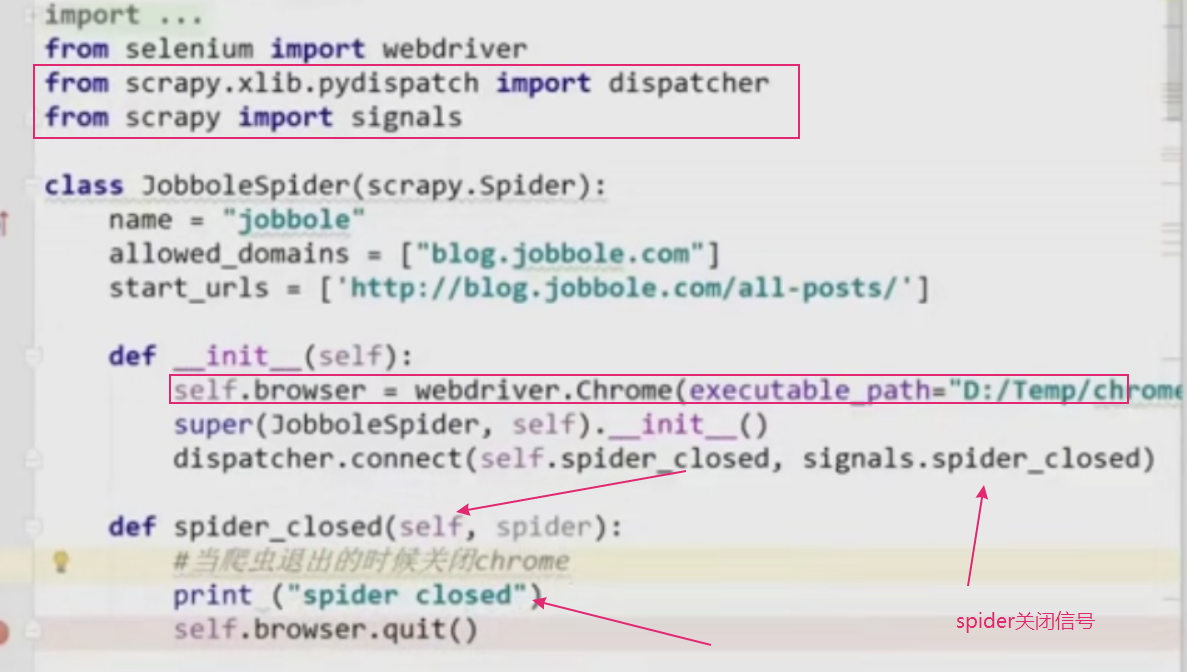 import ...
from selenium import webdriver
from scrapy.xlib.pydispatch import dispatcher
from scrapy import signals
class JobboleSpider(scrapy.Spider):
name = "jobbole"
allowed_domains = ["blog.jobbole.com"]
start_urls = ['http://blog.jobbole.com/all-posts/']
def __init__(self):
self.browser = webdriver.Chrome(executable_path="D:/Temp/chrome
super(JobboleSpider, self).__init__()
dispatcher.connect(self.spider_closed, signals.spider_closed)
def spider_closed(self, spider):
#当爬虫退出的时候关闭chrome
print ("spider closed")
self.browser.quit()
spider关闭信号